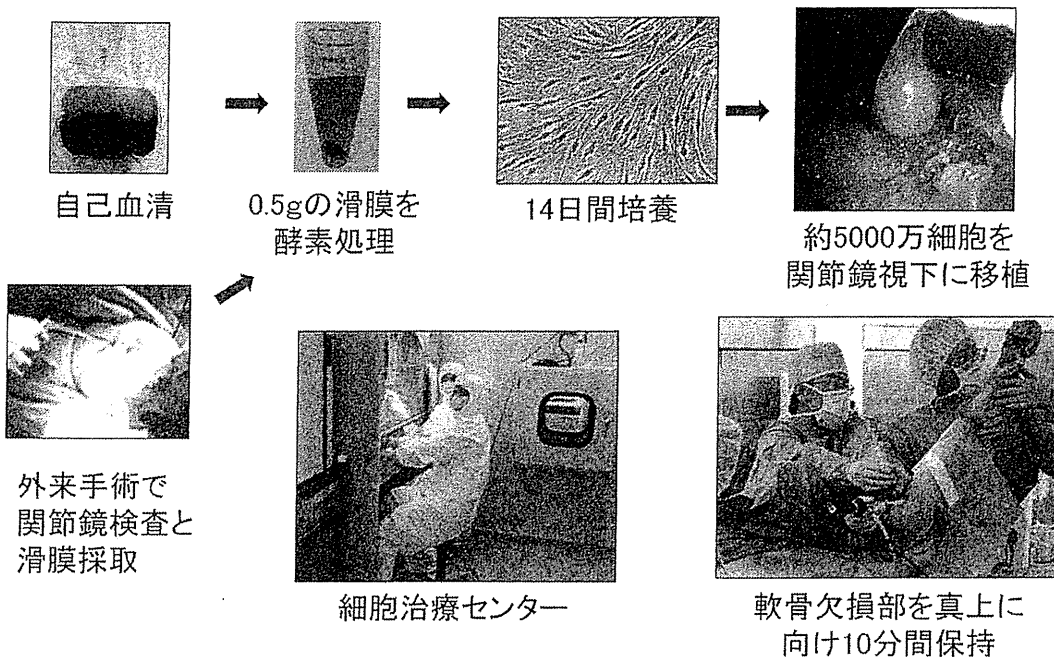 自己血清
0.5gの滑膜を
酵素処理
14日間培養
約5000万細胞を
関節鏡視下に移植
外来手術で
関節鏡検査と
滑膜採取
細胞治療センター
軟骨欠損部を真上に
向け10分間保持